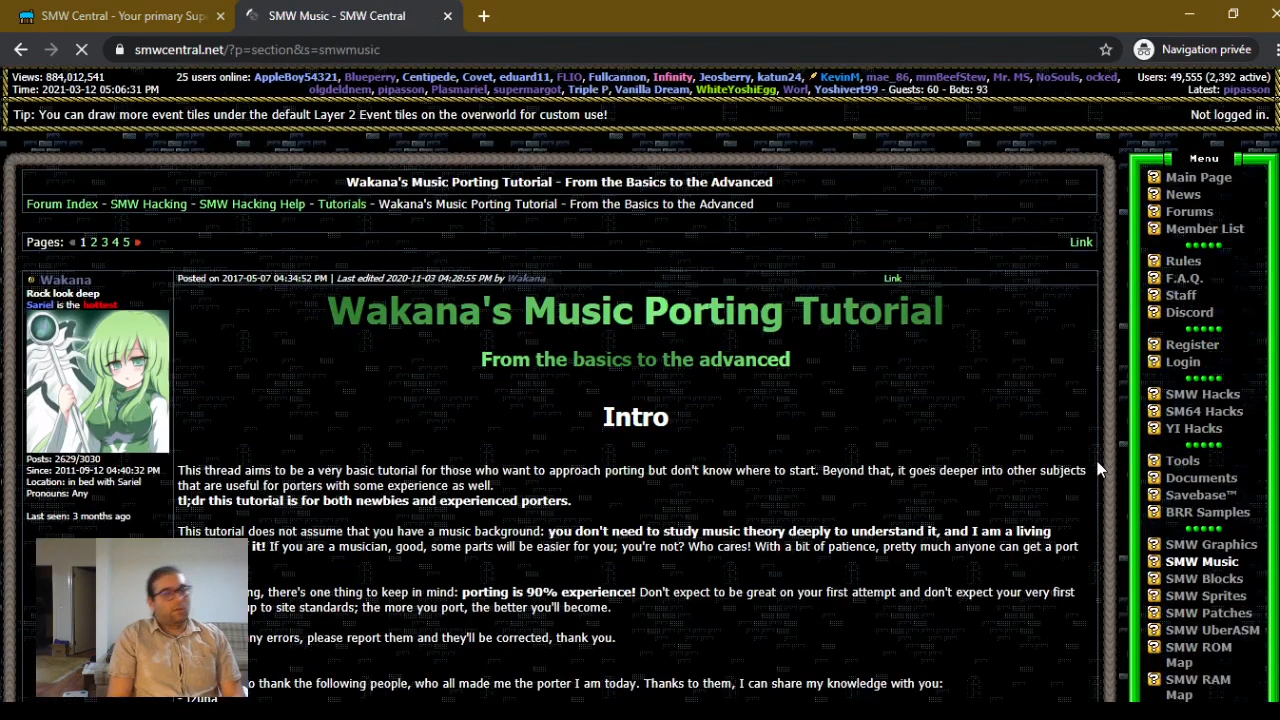 SMW Central - Your primary Sup
SMW Music - SMW Central
smwcentral.net/?p=section&s=smwmusic
Navigation privée
Views: 884,012,541
Time: 2021-03-12 05:06:31 PM
25 users online: AppleBoy54321, Blueperry, Centipede, Covet, eduard11, FLIO, Fullcannon, Infinity, Jeosberry, katun24, KevinM, mae_86, mmBeefStew, Mr. MS, NoSouls, ocked,
olgdeldnem, pipasson, Plasmariel, supermargot, Triple P, Vanilla Dream, WhiteYoshiEgg, Worl, Yoshivert99 - Guests: 60 - Bots: 93
Users: 49,555 (2,392 active)
Latest: pipasson
Tip: You can draw more event tiles under the default Layer 2 Event tiles on the overworld for custom use!
Not logged in.
Wakana's Music Porting Tutorial - From the Basics to the Advanced
Forum Index - SMW Hacking - SMW Hacking Help - Tutorials - Wakana's Music Porting Tutorial - From the Basics to the Advanced
Pages: 1 2 3 4 5
Link
Wakana
Rock look deep
Sariel is the hottest
Posts: 2629/3030
Since: 2011-09-12 04:40:32 PM
Location: in bed with Sariel
Pronouns: Any
Last seen: 3 months ago
Posted on 2017-05-07 04:34:52 PM | Last edited 2020-11-03 04:28:55 PM by Wakana
Link
Wakana's Music Porting Tutorial
From the basics to the advanced
Intro
This thread aims to be a very basic tutorial for those who want to approach porting but don't know where to start. Beyond that, it goes deeper into other subjects
that are useful for porters with some experience as well.
tl;dr this tutorial is for both newbies and experienced porters.
This tutorial does not assume that you have a music background: you don't need to study music theory deeply to understand it, and I am a living
it! If you are a musician, good, some parts will be easier for you; you're not? Who cares! With a bit of patience, pretty much anyone can get a port
ng, there's one thing to keep in mind: porting is 90% experience! Don't expect to be great on your first attempt and don't expect your very first
up to site standards; the more you port, the better you'll become.
ny errors, please report them and they'll be corrected, thank you.
o thank the following people, who all made me the porter I am today. Thanks to them, I can share my knowledge with you:
Menu
Main Page
News
Forums
Member List
Rules
F.A.Q.
Staff
Discord
Register
Login
SMW Hacks
SM64 Hacks
YI Hacks
Tools
Documents
Savebase™
BRR Samples
SMW Graphics
SMW Music
SMW Blocks
SMW Sprites
SMW Patches
SMW UberASM
SMW ROM
Map
SMW RAM
Map